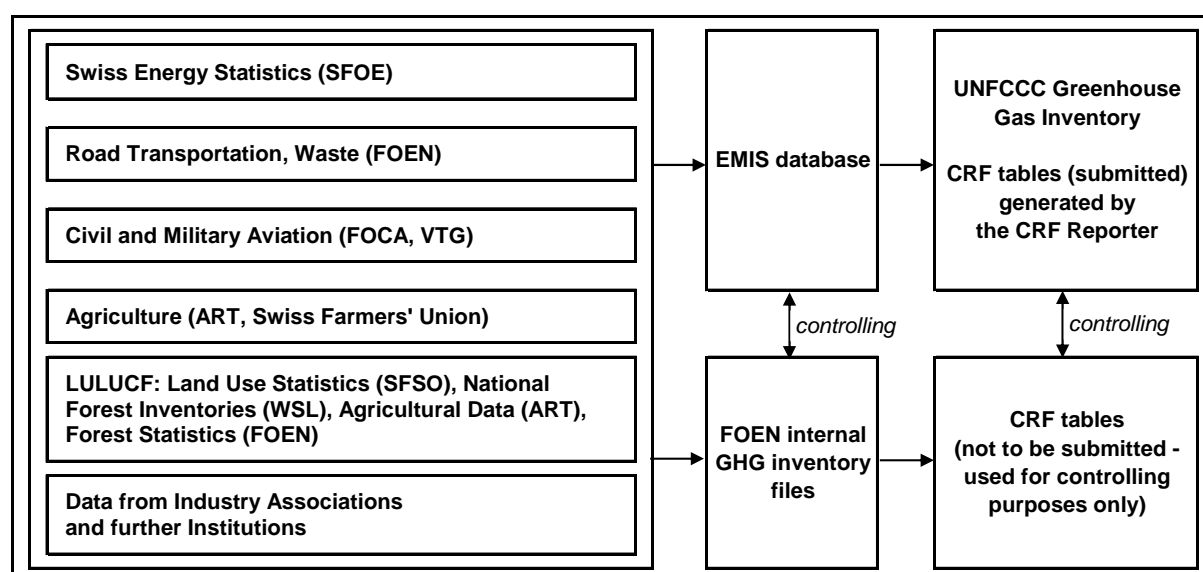 Swiss Energy Statistics (SFOE)
Road Transportation, Waste (FOEN)
Civil and Military Aviation (FOCA, VTG)
Agriculture (ART, Swiss Farmers' Union)
LULUCF: Land Use Statistics (SFSO), National
Forest Inventories (WSL), Agricultural Data (ART),
Forest Statistics (FOEN)
Data from Industry Associations
and further Institutions
EMIS database
controlling
FOEN internal
GHG inventory
files
UNFCCC Greenhouse
Gas Inventory
CRF tables (submitted)
generated by
the CRF Reporter
controlling
CRF tables
(not to be submitted -
used for controlling
purposes only)